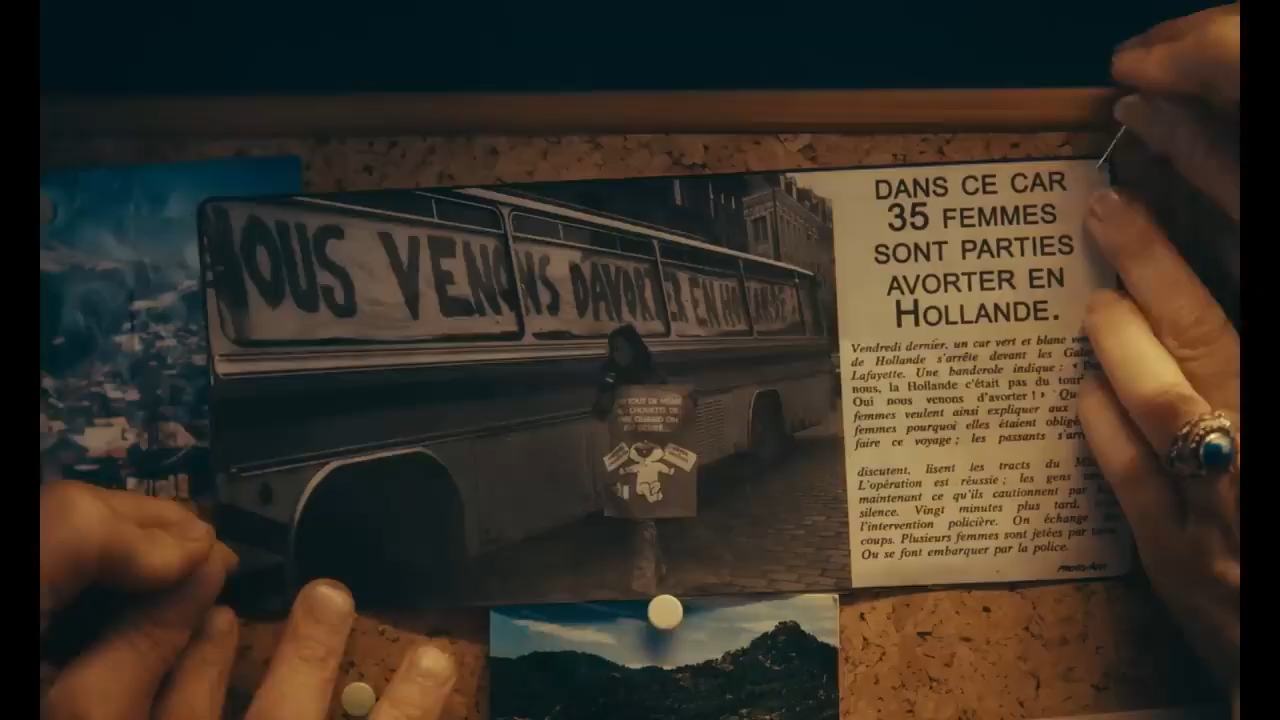 NOUS VENONS D'AVORTER EN HOLLANDE
DANS CE CAR
35 FEMMES
SONT PARTIES
AVORTER EN
HOLLANDE.
Vendredi dernier, un car vert et blanc
de Hollande s'arrête devant les
Lafayette. Une banderole indique : «
nous, la Hollande c'était pas du
Oui nous venons d'avorter ! »
femmes veulent ainsi expliquer aux
femmes pourquoi elles étaient
faire ce voyage ; les passants
discutent, lisent les tracts du
L'opération est réussie ; les gens
maintenant ce qu'ils cautionnent par
silence. Vingt minutes plus tard,
l'intervention policière. On échange
coups. Plusieurs femmes sont jetées par
Ou se font embarquer par la police.